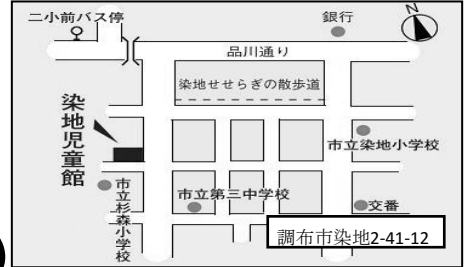 二小前バス停
銀行
品川通り
染地せせらぎの散歩道
染地児童館
市立染地小学校
市立杉森小学校
市立第三中学校
交番
調布市染地2-41-12
N